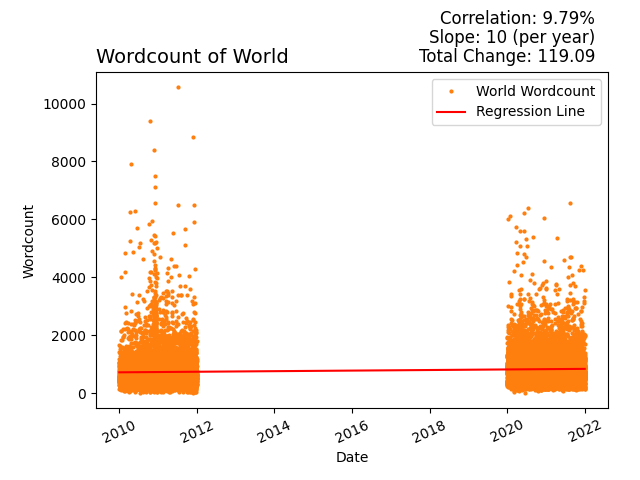 Correlation: 9.79%
Slope: 10 (per year)
Total Change: 119.09
Wordcount of World
World Wordcount
Regression Line
10000
8000
6000
4000
2000
0
Wordcount
2010
2012
2014
2016
2018
2020
2022
Date